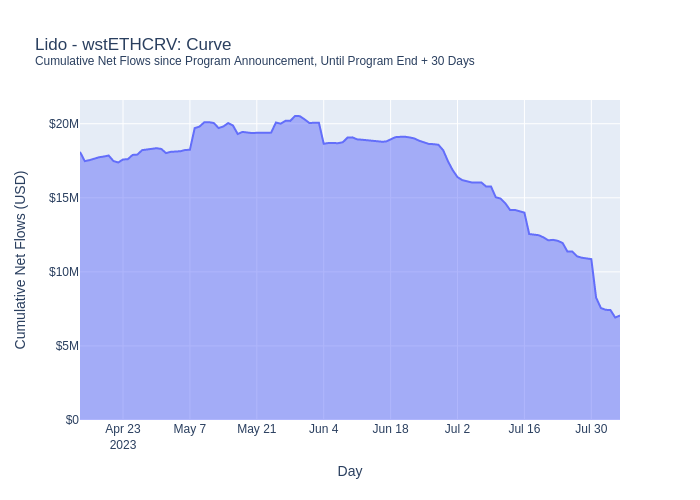 Lido - wstETHCRV: Curve
Cumulative Net Flows since Program Announcement, Until Program End + 30 Days
Cumulative Net Flows (USD)
$20M
$15M
$10M
$5M
$0
Apr 23 May 7 May 21 Jun 4 Jun 18 Jul 2 Jul 16 Jul 30
2023
Day